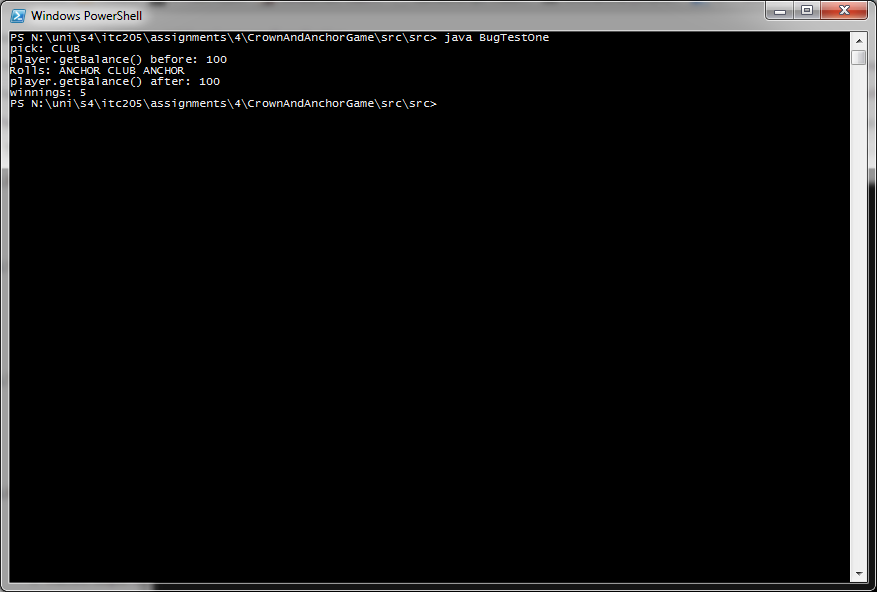 Windows PowerShell
PS N:\uni\s4\itc205\assignments\4\CrownAndAnchorGame\src\src> java BugTestOne
pick: CLUB
player.getBalance() before: 100
Rolls: ANCHOR CLUB ANCHOR
player.getBalance() after: 100
winnings: 5
PS N:\uni\s4\itc205\assignments\4\CrownAndAnchorGame\src\src>